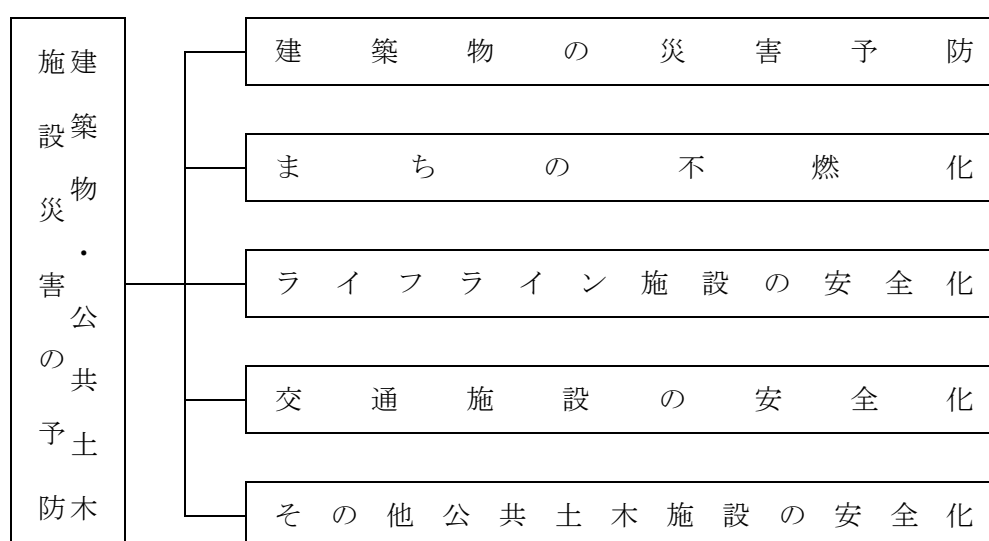 建築物・公共土木
施設災害の予防
建築物の災害予防
まちの不燃化
ライフライン施設の安全化
交通施設の安全化
その他公共土木施設の安全化